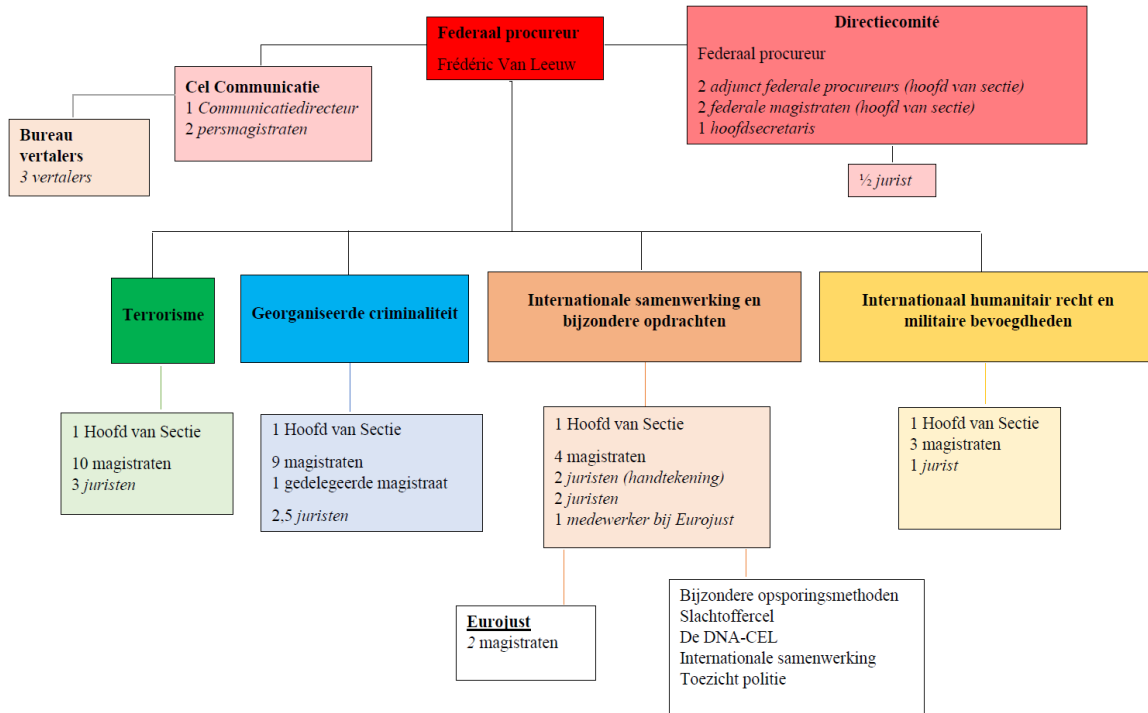 Federaal procureur
Frédéric Van Leeuw
Directiecomité
Federaal procureur
2 adjunct federale procureurs (hoofd van sectie)
2 federale magistraten (hoofd van sectie)
1 hoofdsecretaris
½ jurist
Cel Communicatie
1 Communicatiedirecteur
2 persmagistraten
Bureau
vertalers
3 vertalers
Terrorisme
1 Hoofd van Sectie
10 magistraten
3 juristen
Georganiseerde criminaliteit
1 Hoofd van Sectie
9 magistraten
1 gedelegeerde magistraat
2,5 juristen
Internationale samenwerking en
bijzondere opdrachten
1 Hoofd van Sectie
4 magistraten
2 juristen (handtekening)
2 juristen
1 medewerker bij Eurojust
Eurojust
2 magistraten
Bijzondere opsporingsmethoden
Slachtoffercel
De DNA-CEL
Internationale samenwerking
Toezicht politie
Internationaal humanitair recht en
militaire bevoegdheden
1 Hoofd van Sectie
3 magistraten
1 jurist